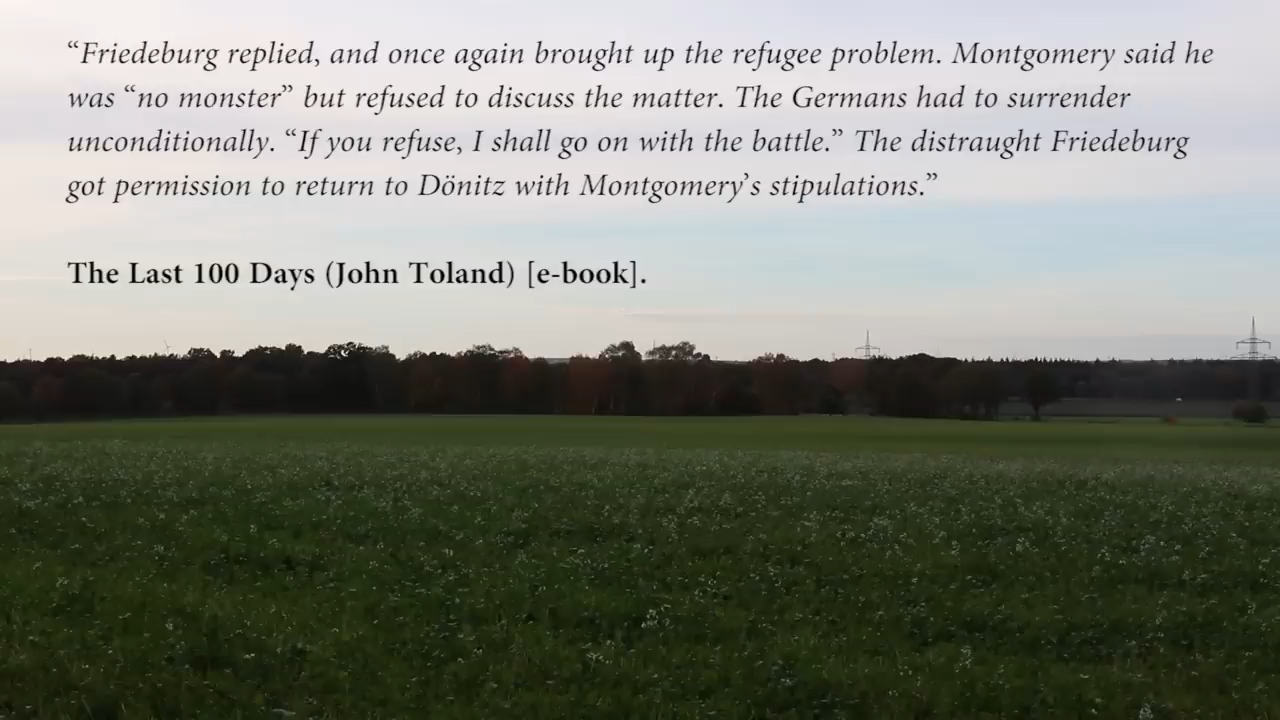 “Friedeburg replied, and once again brought up the refugee problem. Montgomery said he
was “no monster” but refused to discuss the matter. The Germans had to surrender
unconditionally. “If you refuse, I shall go on with the battle.” The distraught Friedeburg
got permission to return to Dönitz with Montgomery’s stipulations.”
The Last 100 Days (John Toland) [e-book].